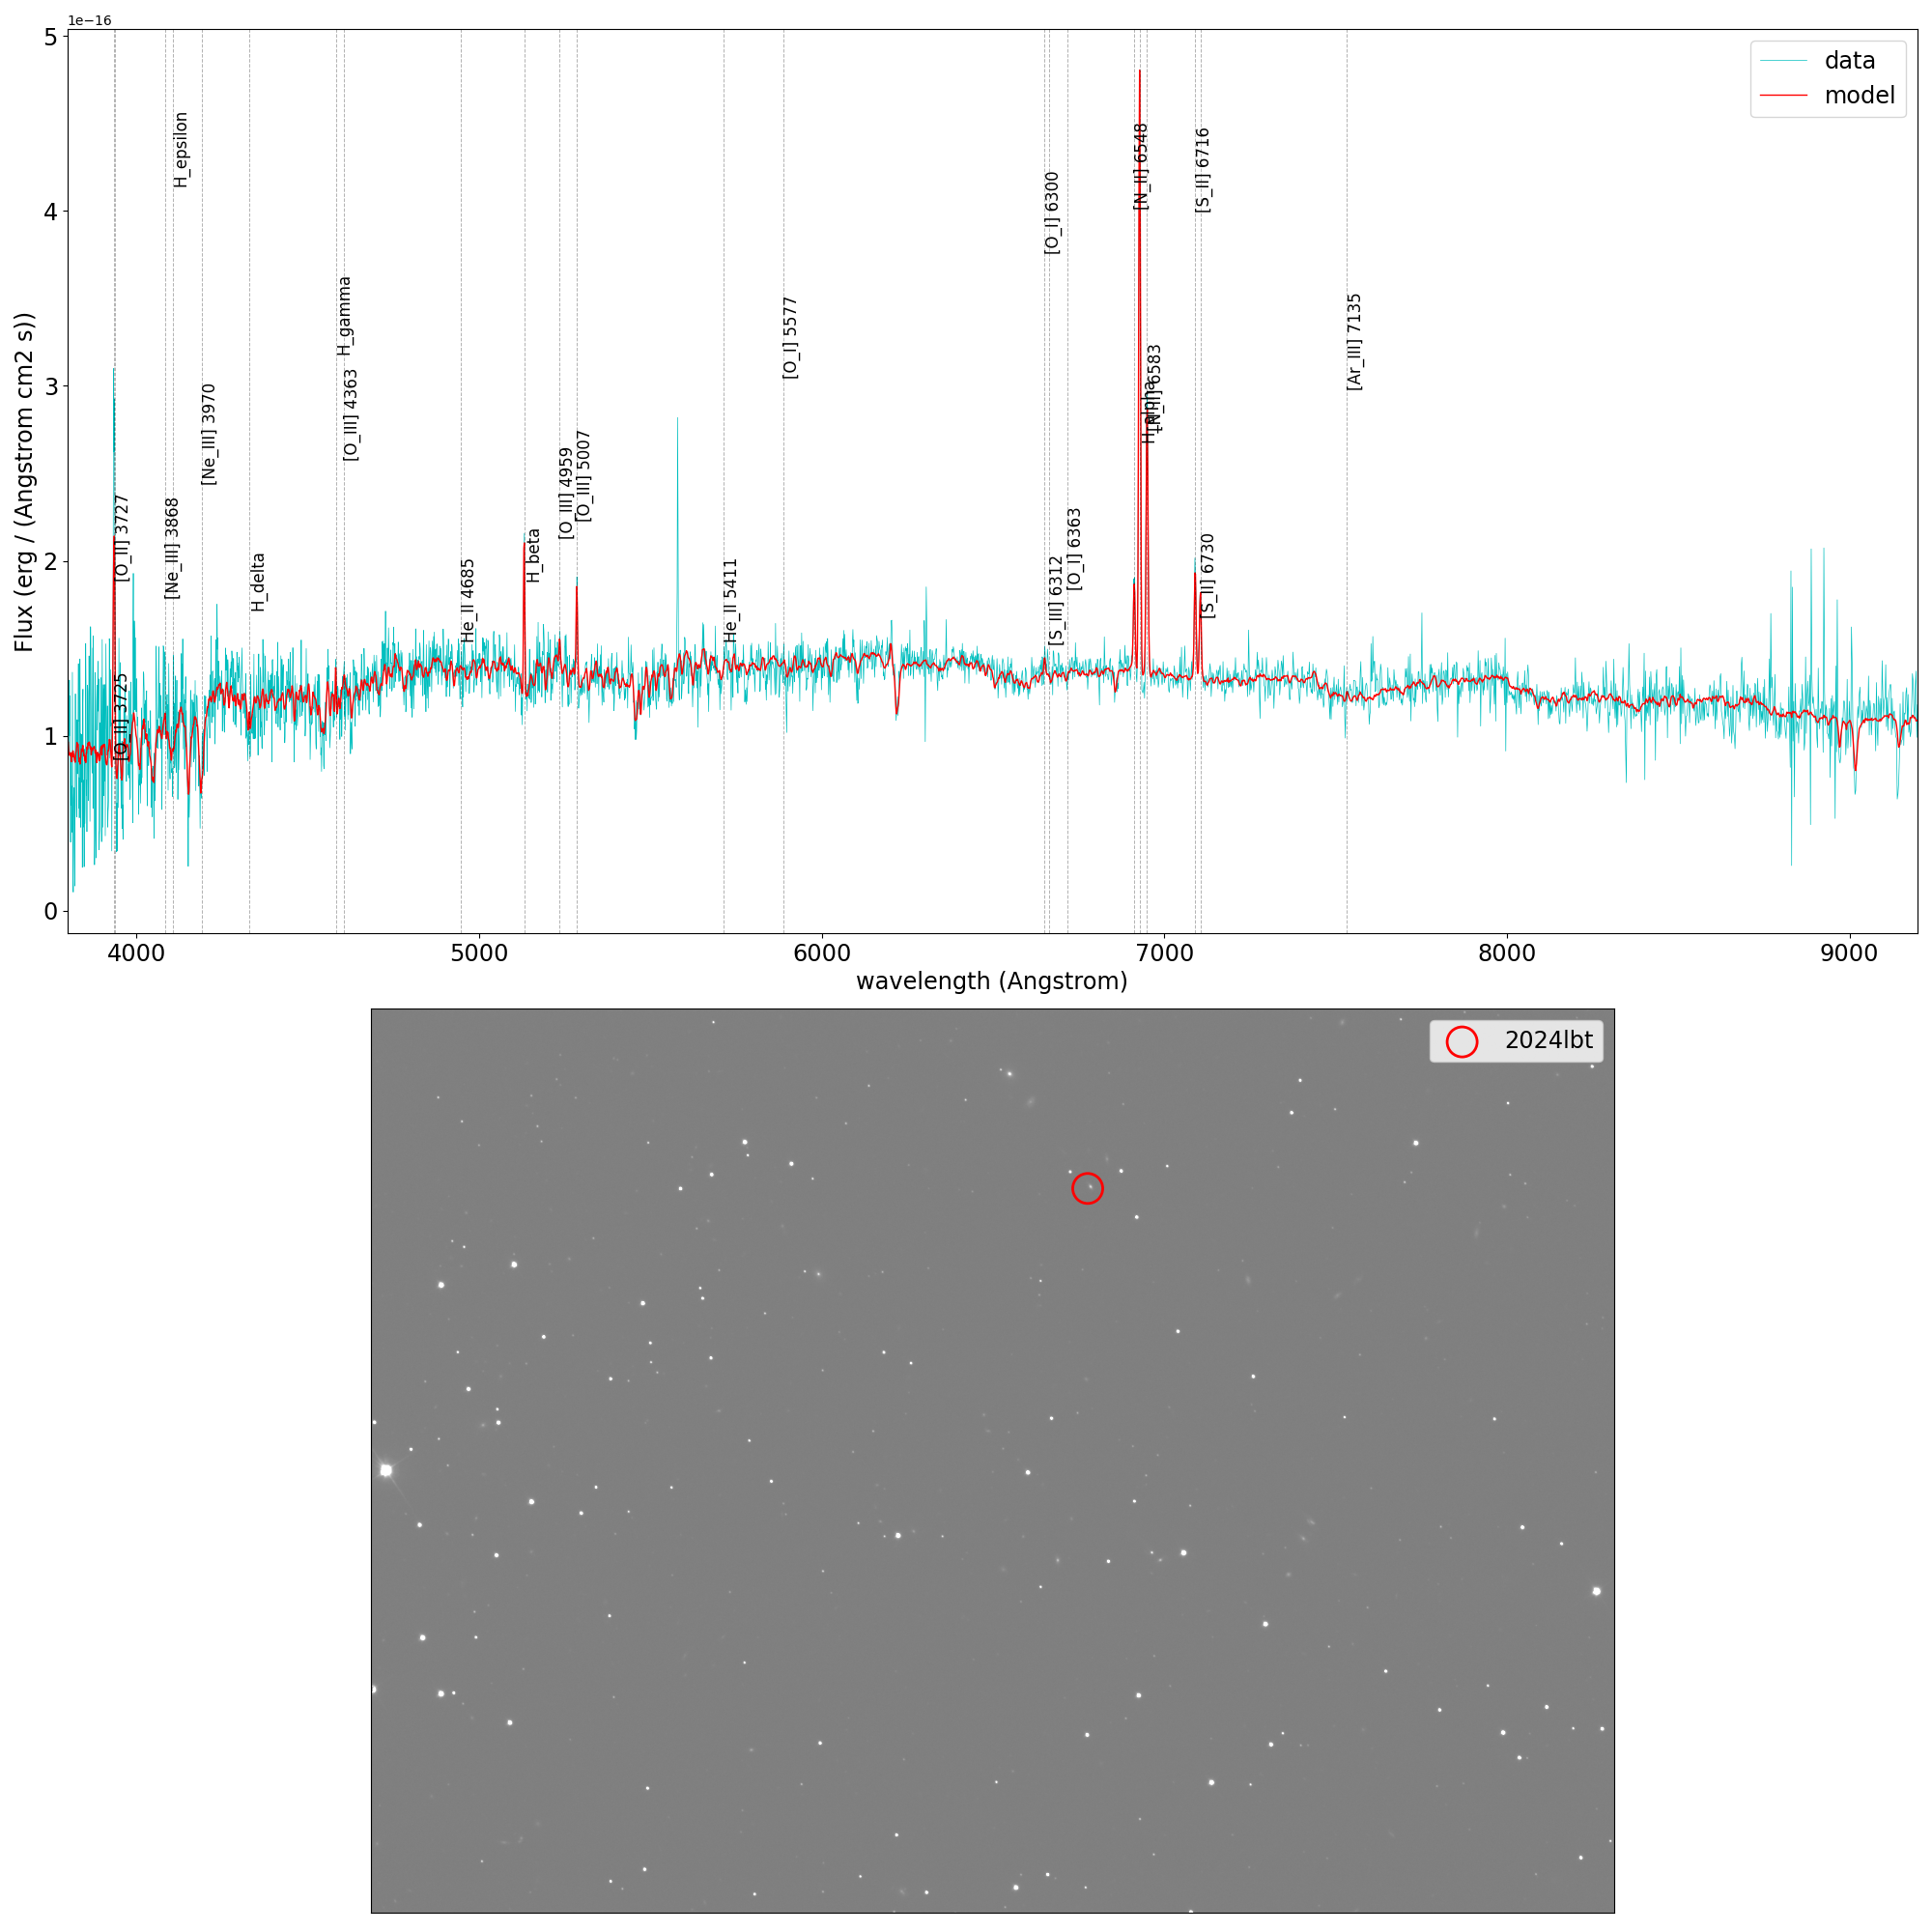 1e−16
5
4
3
2
1
0
Flux (erg / (Angstrom cm2 s))
data
model
[O_II] 3725
[O_II] 3727
[Ne_III] 3868
H_epsilon
[Ne_III] 3970
H_delta
H_gamma
[O_III] 4363
He_II 4685
H_beta
[O_III] 4959
[O_III] 5007
He_II 5411
[O_I] 5577
[O_I] 6300
[S_III] 6312
[O_I] 6363
[N_II] 6548
H_alpha
[N_II] 6583
[S_II] 6716
[S_II] 6730
[Ar_III] 7135
4000 5000 6000 7000 8000 9000
wavelength (Angstrom)
2024lbt